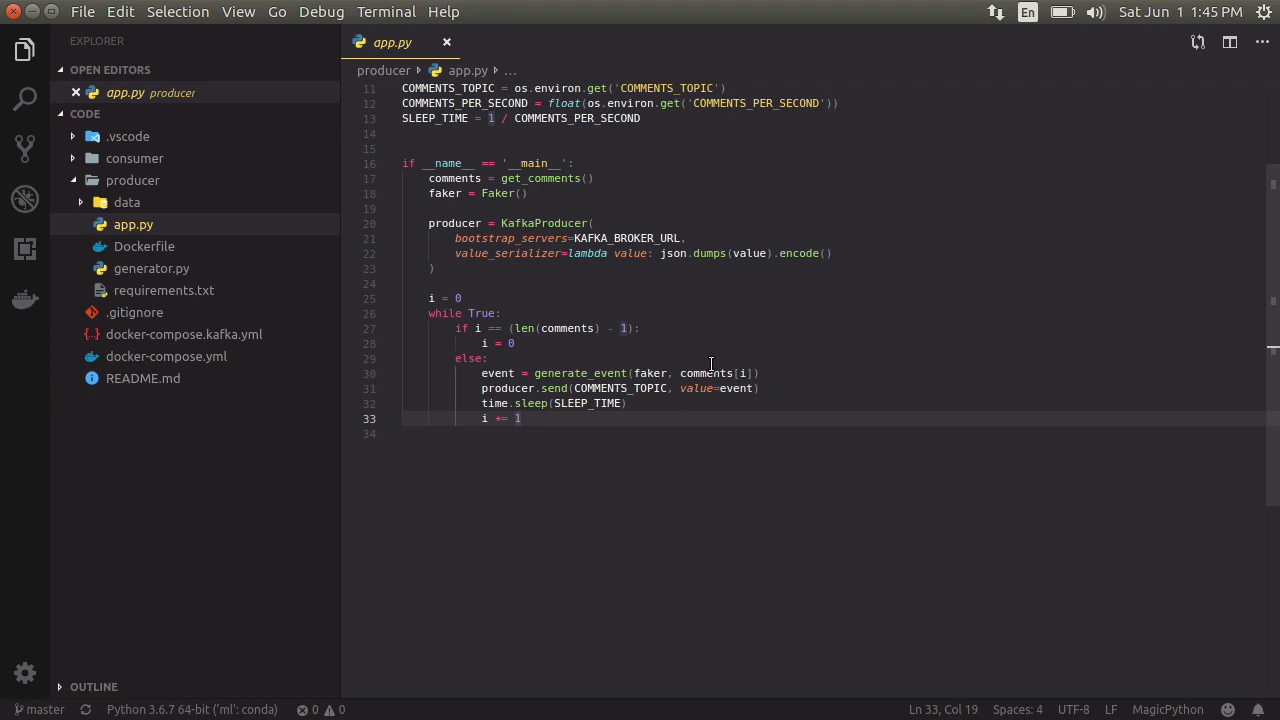 File Edit Selection View Go Debug Terminal Help
En
Sat Jun 1 1:45 PM
EXPLORER
OPEN EDITORS
app.py producer
CODE
.vscode
consumer
producer
data
app.py
Dockerfile
generator.py
requirements.txt
.gitignore
docker-compose.kafka.yml
docker-compose.yml
README.md
OUTLINE
app.py
producer app.py ...
11 COMMENTS_TOPIC = os.environ.get('COMMENTS_TOPIC')
12 COMMENTS_PER_SECOND = float(os.environ.get('COMMENTS_PER_SECOND'))
13 SLEEP_TIME = 1 / COMMENTS_PER_SECOND
14
15
16 if __name__ == '__main__':
17 comments = get_comments()
18 faker = Faker()
19
20 producer = KafkaProducer(
21 bootstrap_servers=KAFKA_BROKER_URL,
22 value_serializer=lambda value: json.dumps(value).encode()
23 )
24
25 i = 0
26 while True:
27 if i == (len(comments) - 1):
28 i = 0
29 else:
30 event = generate_event(faker, comments[i])
31 producer.send(COMMENTS_TOPIC, value=event)
32 time.sleep(SLEEP_TIME)
33 i += 1
34
master Python 3.6.7 64-bit ('ml': conda) 0 0 Ln 33, Col 19 Spaces: 4 UTF-8 LF MagicPython